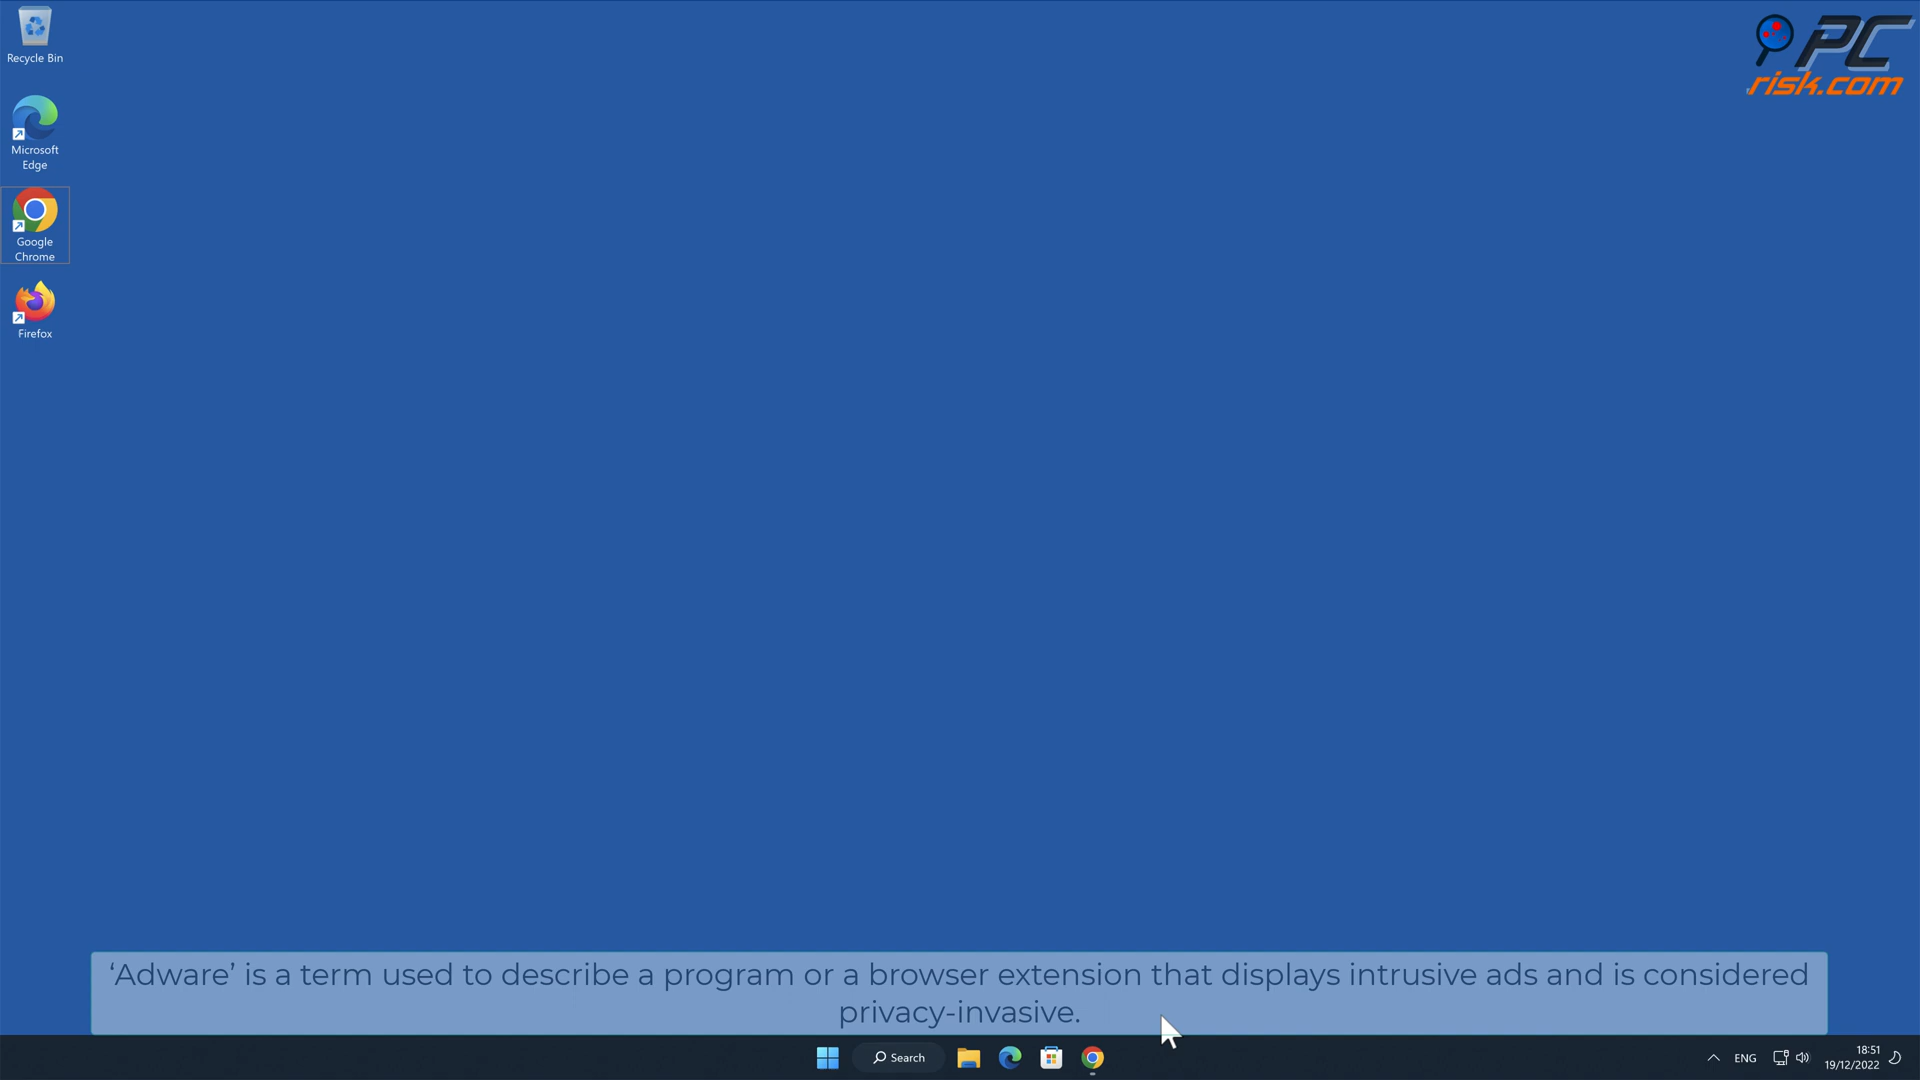 Recycle Bin
Microsoft
Edge
Google
Chrome
Firefox
PC
risk.com
‘Adware’ is a term used to describe a program or a browser extension that displays intrusive ads and is considered
privacy-invasive.
Search
ENG
18:51
19/12/2022